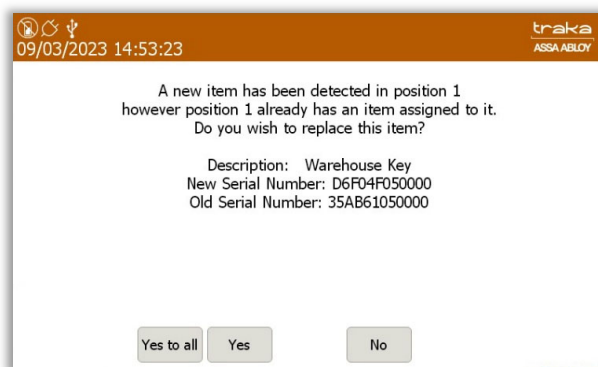 traka
09/03/2023 14:53:23
ASSA ABLOY
A new item has been detected in position 1
however position 1 already has an item assigned to it.
Do you wish to replace this item?
Description: Warehouse Key
New Serial Number: D6F04F050000
Old Serial Number: 35AB61050000
Yes to all
Yes
No